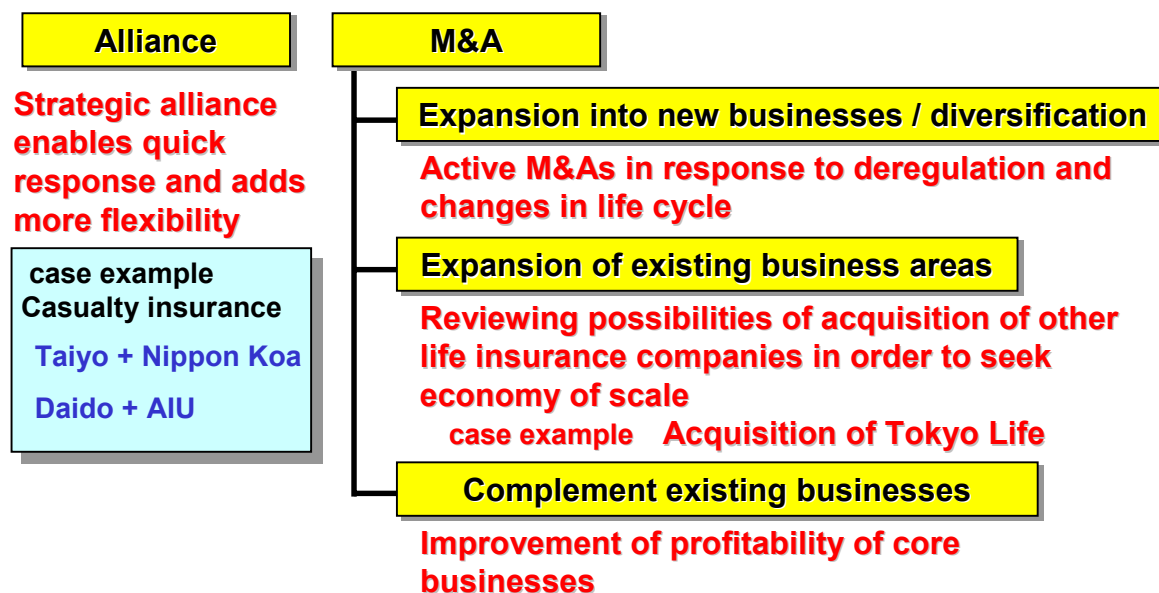 Alliance
Strategic alliance
enables quick
response and adds
more flexibility
case example
Casualty insurance
Taiyo + Nippon Koa
Daido + AIU
M&A
Expansion into new businesses / diversification
Active M&As in response to deregulation and
changes in life cycle
Expansion of existing business areas
Reviewing possibilities of acquisition of other
life insurance companies in order to seek
economy of scale
case example Acquisition of Tokyo Life
Complement existing businesses
Improvement of profitability of core
businesses